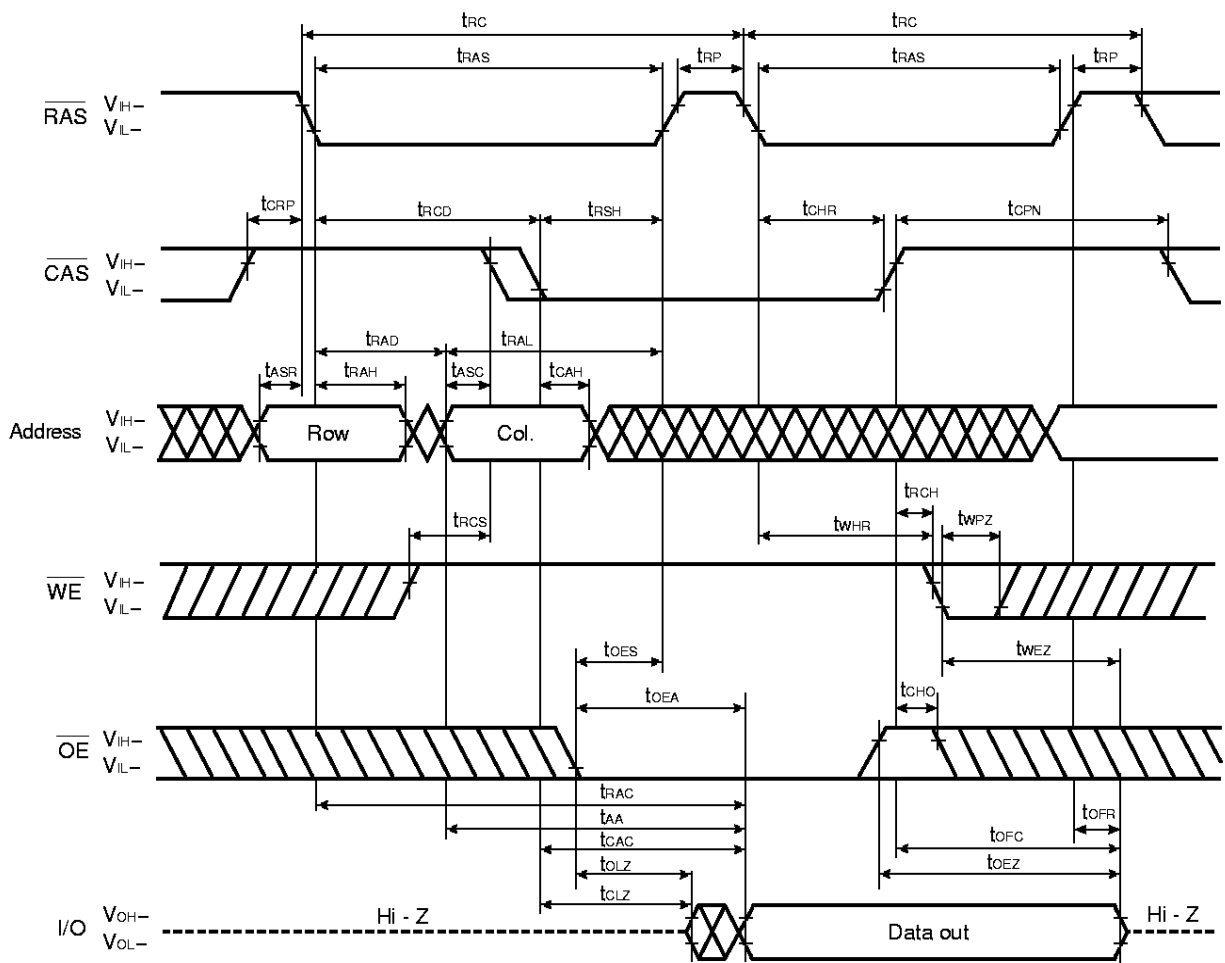 tRC tRC
tRAS tRP tRAS tRP
RAS VIH–
VIL–
tCRP tRCD tRSH tCHR tCPN
CAS VIH–
VIL–
tRAD tRAL
tASR tRAH tASC tCAH
Address VIH–
VIL–
Row Col.
tRCH
tRCS tWHR tWPZ
WE VIH–
VIL–
tOES tWEZ
tOEA tCHO
OE VIH–
VIL–
tRAC
tAA tOFR
tCAC tOFC
tOLZ tOEZ
tCLZ
I/O VOH–
VOL–
Hi - Z Data out Hi - Z